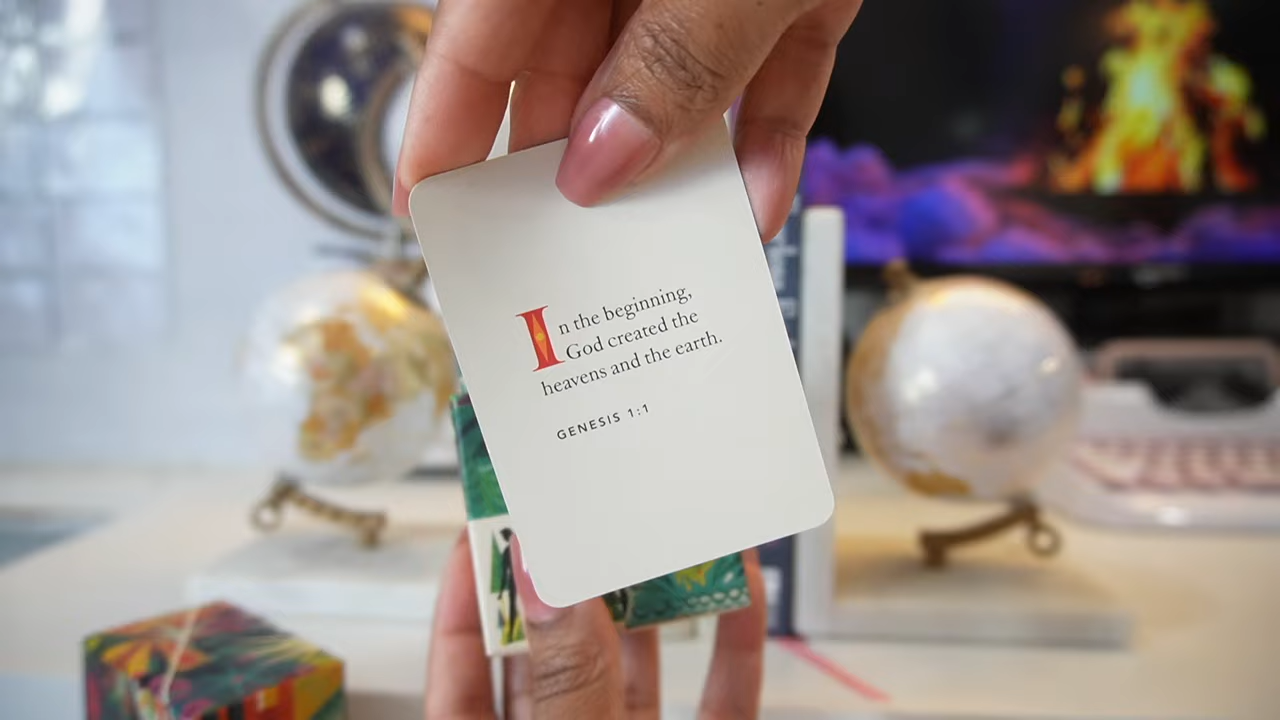 In the beginning,
God created the
heavens and the earth.
GENESIS 1:1